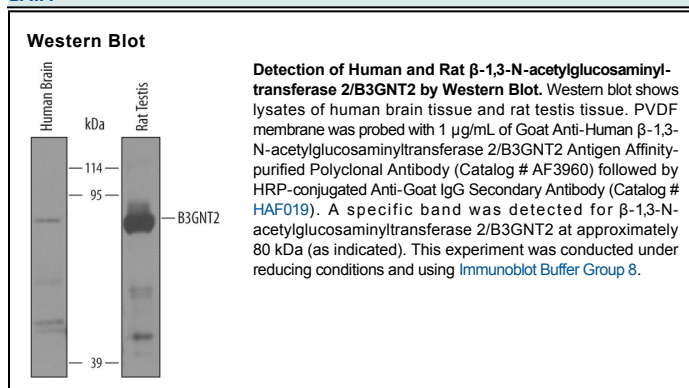 Western Blot
Human Brain
kDa
Rat Testis
114
95
B3GNT2
39
Detection of Human and Rat β-1,3-N-acetylglucosaminyl-
transferase 2/B3GNT2 by Western Blot. Western blot shows
lysates of human brain tissue and rat testis tissue. PVDF
membrane was probed with 1 µg/mL of Goat Anti-Human β-1,3-
N-acetylglucosaminyltransferase 2/B3GNT2 Antigen Affinity-
purified Polyclonal Antibody (Catalog # AF3960) followed by
HRP-conjugated Anti-Goat IgG Secondary Antibody (Catalog #
HAF019). A specific band was detected for β-1,3-N-
acetylglucosaminyltransferase 2/B3GNT2 at approximately
80 kDa (as indicated). This experiment was conducted under
reducing conditions and using Immunoblot Buffer Group 8.